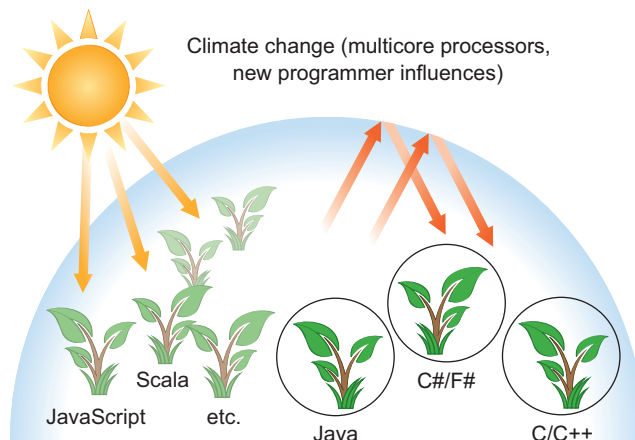 Climate change (multicore processors,
new programmer influences)
Scala
C#/F#
JavaScript
etc.
Java
C/C++